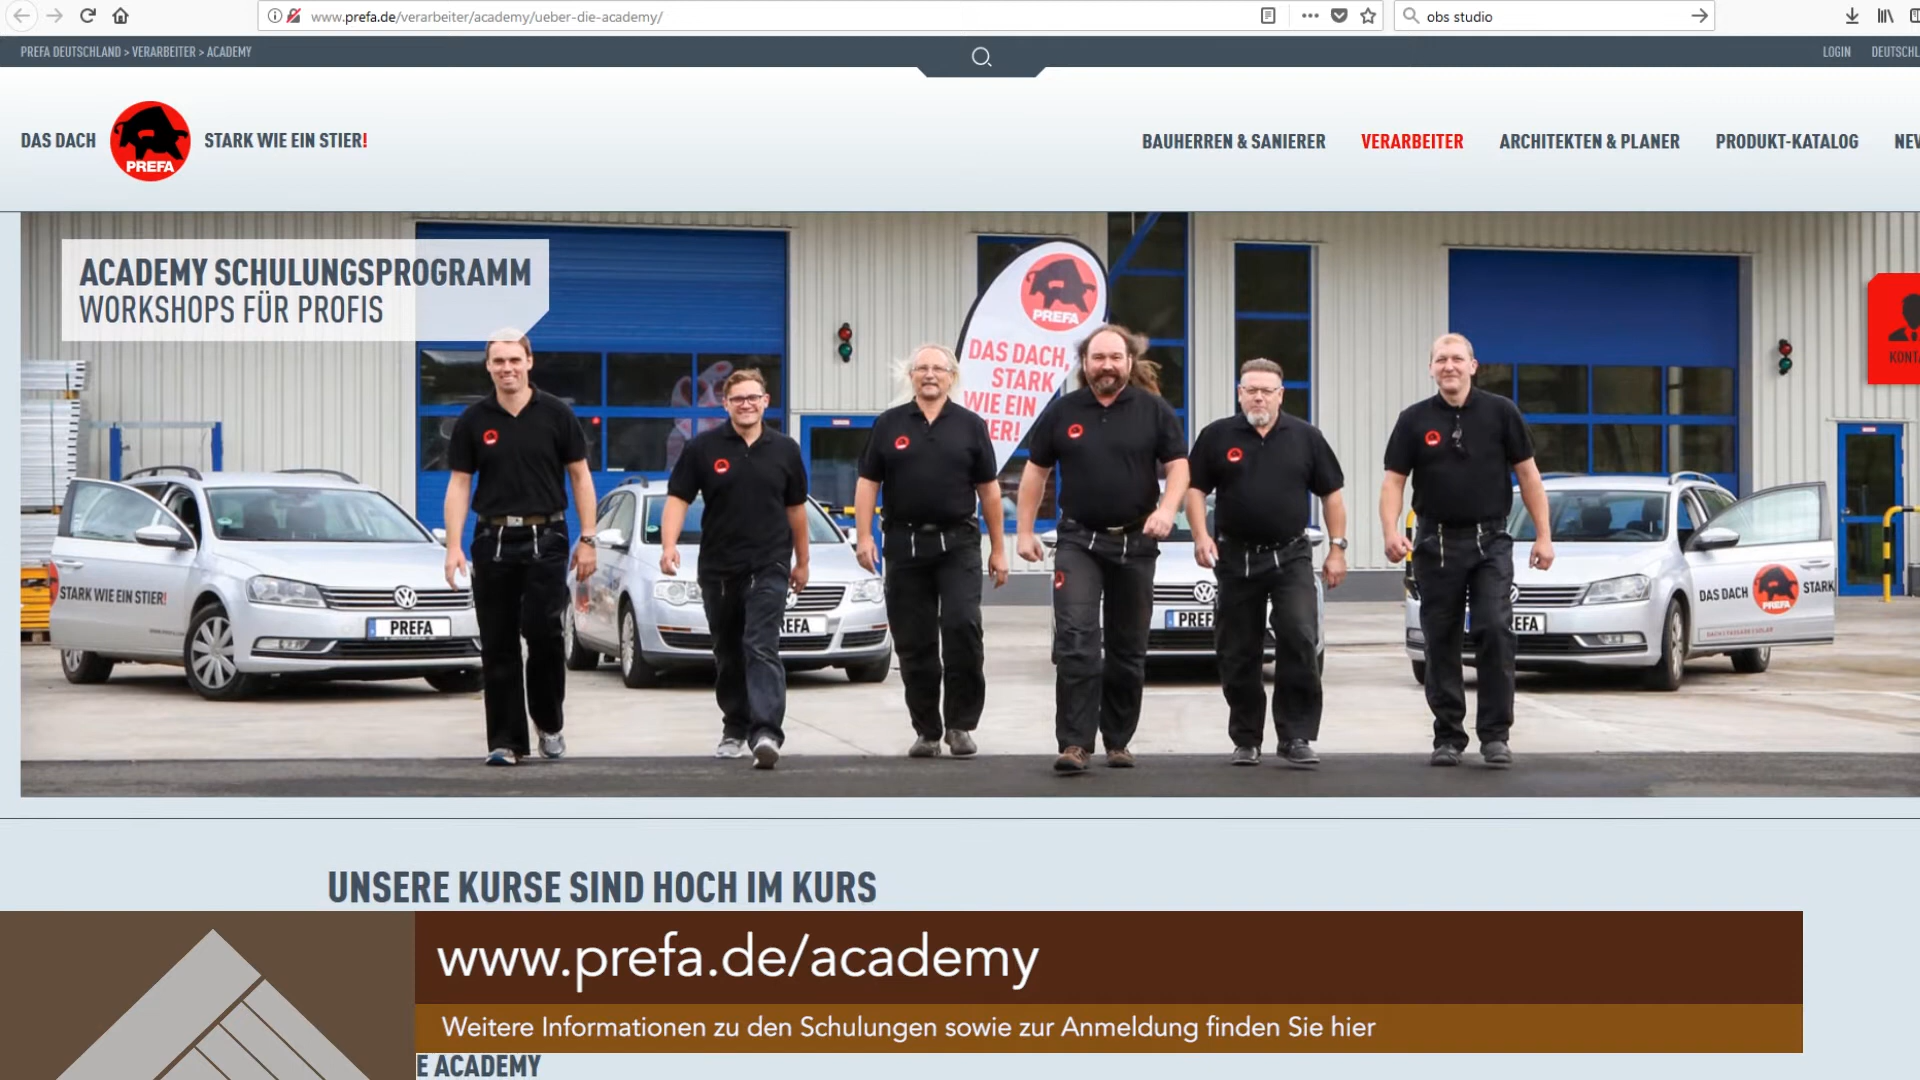 www.prefa.de/verarbeiter/academy/ueber-die-academy/
obs studio
PREFA DEUTSCHLAND > VERARBEITER > ACADEMY
LOGIN
DAS DACH
PREFA
STARK WIE EIN STIER!
BAUHERREN & SANIERER
VERARBEITER
ARCHITEKTEN & PLANER
PRODUKT-KATALOG
ACADEMY SCHULUNGSPROGRAMM
WORKSHOPS FÜR PROFIS
PREFA
DAS DACH,
STARK
WIE EIN
STARK WIE EIN STIER!
PREFA
DAS DACH
PREFA
STARK
UNSERE KURSE SIND HOCH IM KURS
www.prefa.de/academy
Weitere Informationen zu den Schulungen sowie zur Anmeldung finden Sie hier
E ACADEMY